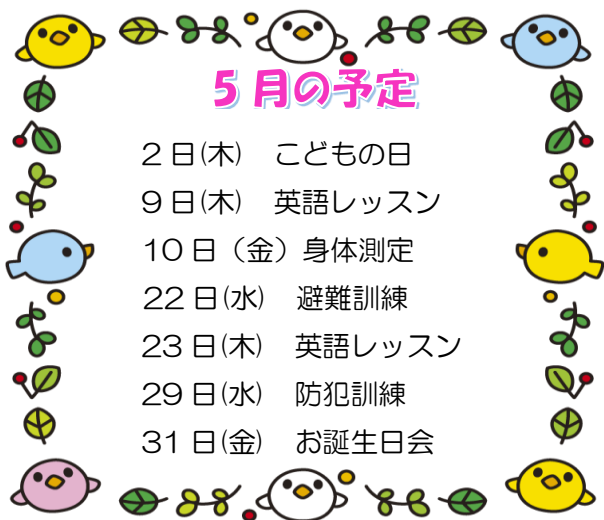 5月の予定
2日(木)　こどもの日
9日(木)　英語レッスン
10日（金）身体測定
22日(水)　避難訓練
23日(木)　英語レッスン
29日(水)　防犯訓練
31日(金)　お誕生日会